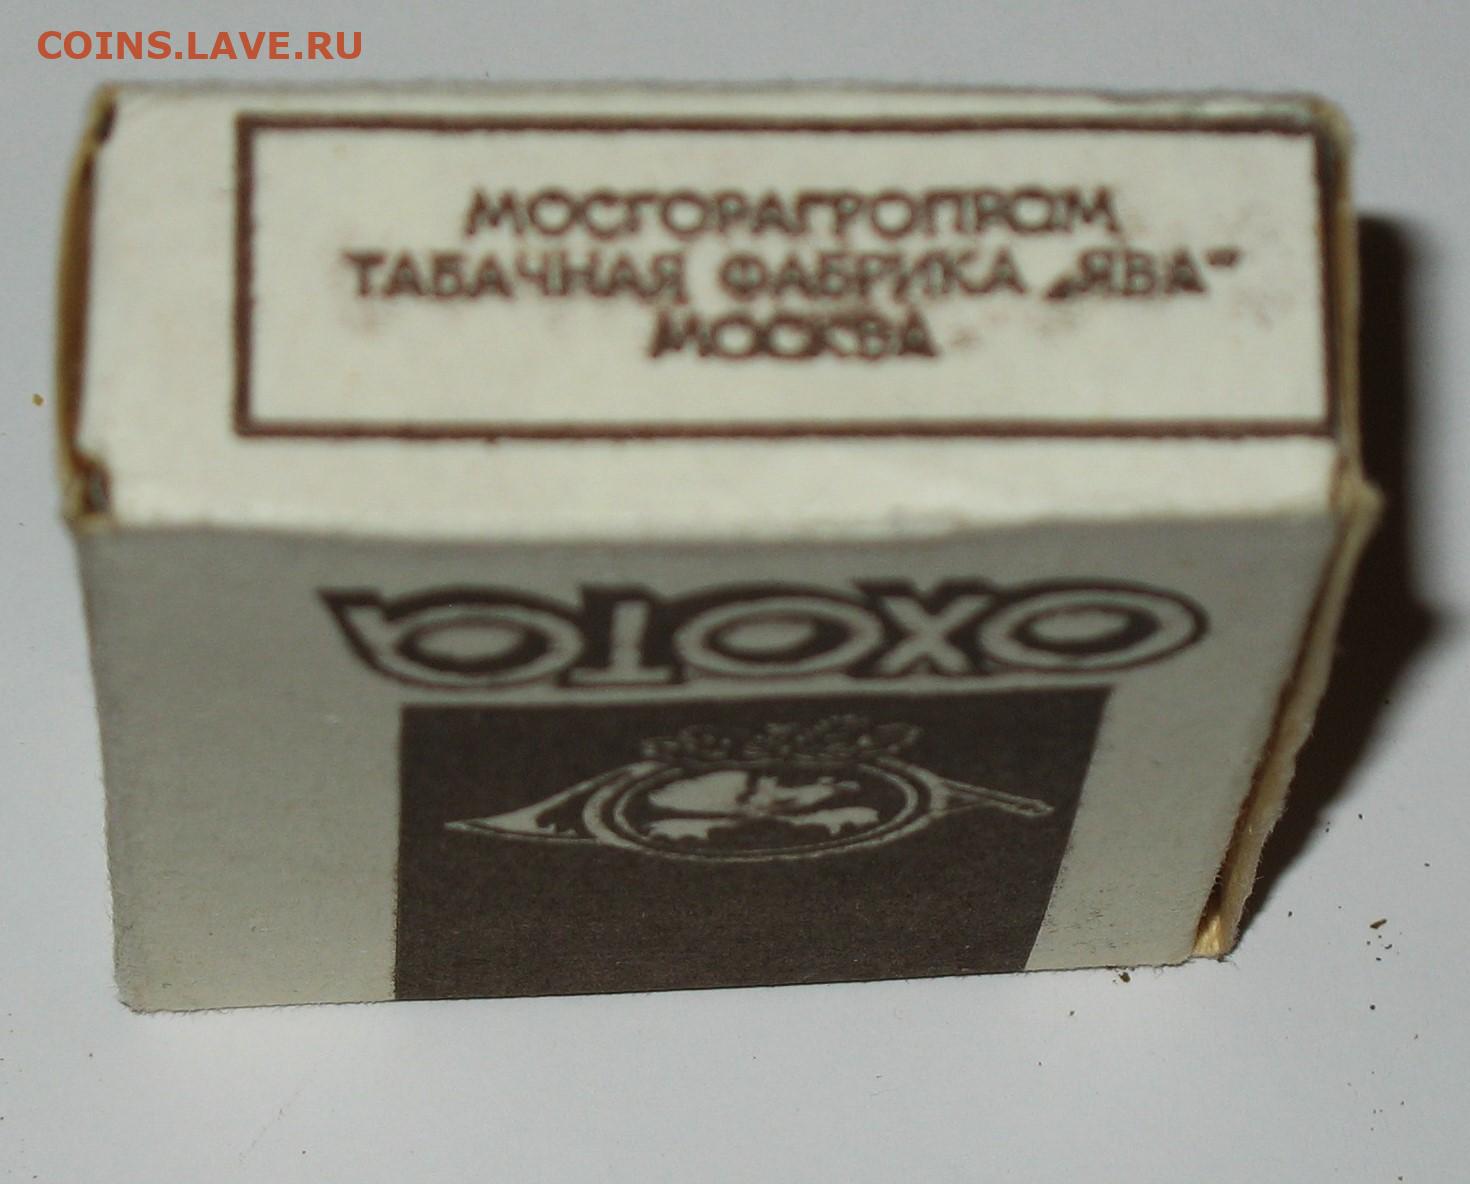 COINS.LAVE.RU
МОСГОРАГРОПРОМ
ТАБАЧНАЯ ФАБРИКА „ЯВА“
МОСКВА
ОХОТА